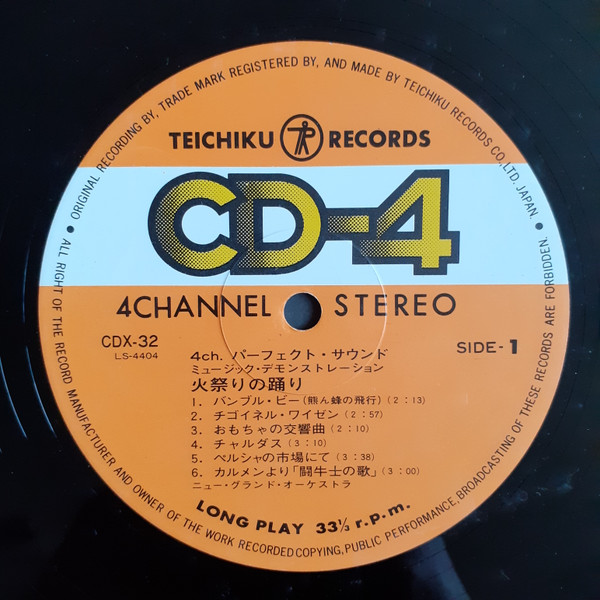 ORIGINAL RECORDING BY, TRADE MARK REGISTERED BY, AND MADE BY TEICHIKU RECORDS CO., LTD. JAPAN.
TEICHIKU RECORDS
CD-4
4CHANNEL STEREO
CDX-32
LS-4404
SIDE-1
4ch. パーフェクト・サウンド
ミュージック・デモンストレーション
火祭りの踊り
1. バンブル・ビー(熊ん蜂の飛行)(2:13)
2. チゴイネル・ワイゼン(2:57)
3. おもちゃの交響曲(2:10)
4. チャルダス(3:10)
5. ペルシャの市場にて(3:38)
6. カルメンより「闘牛士の歌」(3:00)
ニュー・グランド・オーケストラ
LONG PLAY 33⅓ r.p.m.
ALL RIGHT OF THE RECORD MANUFACTURER AND OWNER OF THE WORK RECORDED COPYING, PUBLIC PERFORMANCE, BROADCASTING OF THESE RECORDS ARE FORBIDDEN.